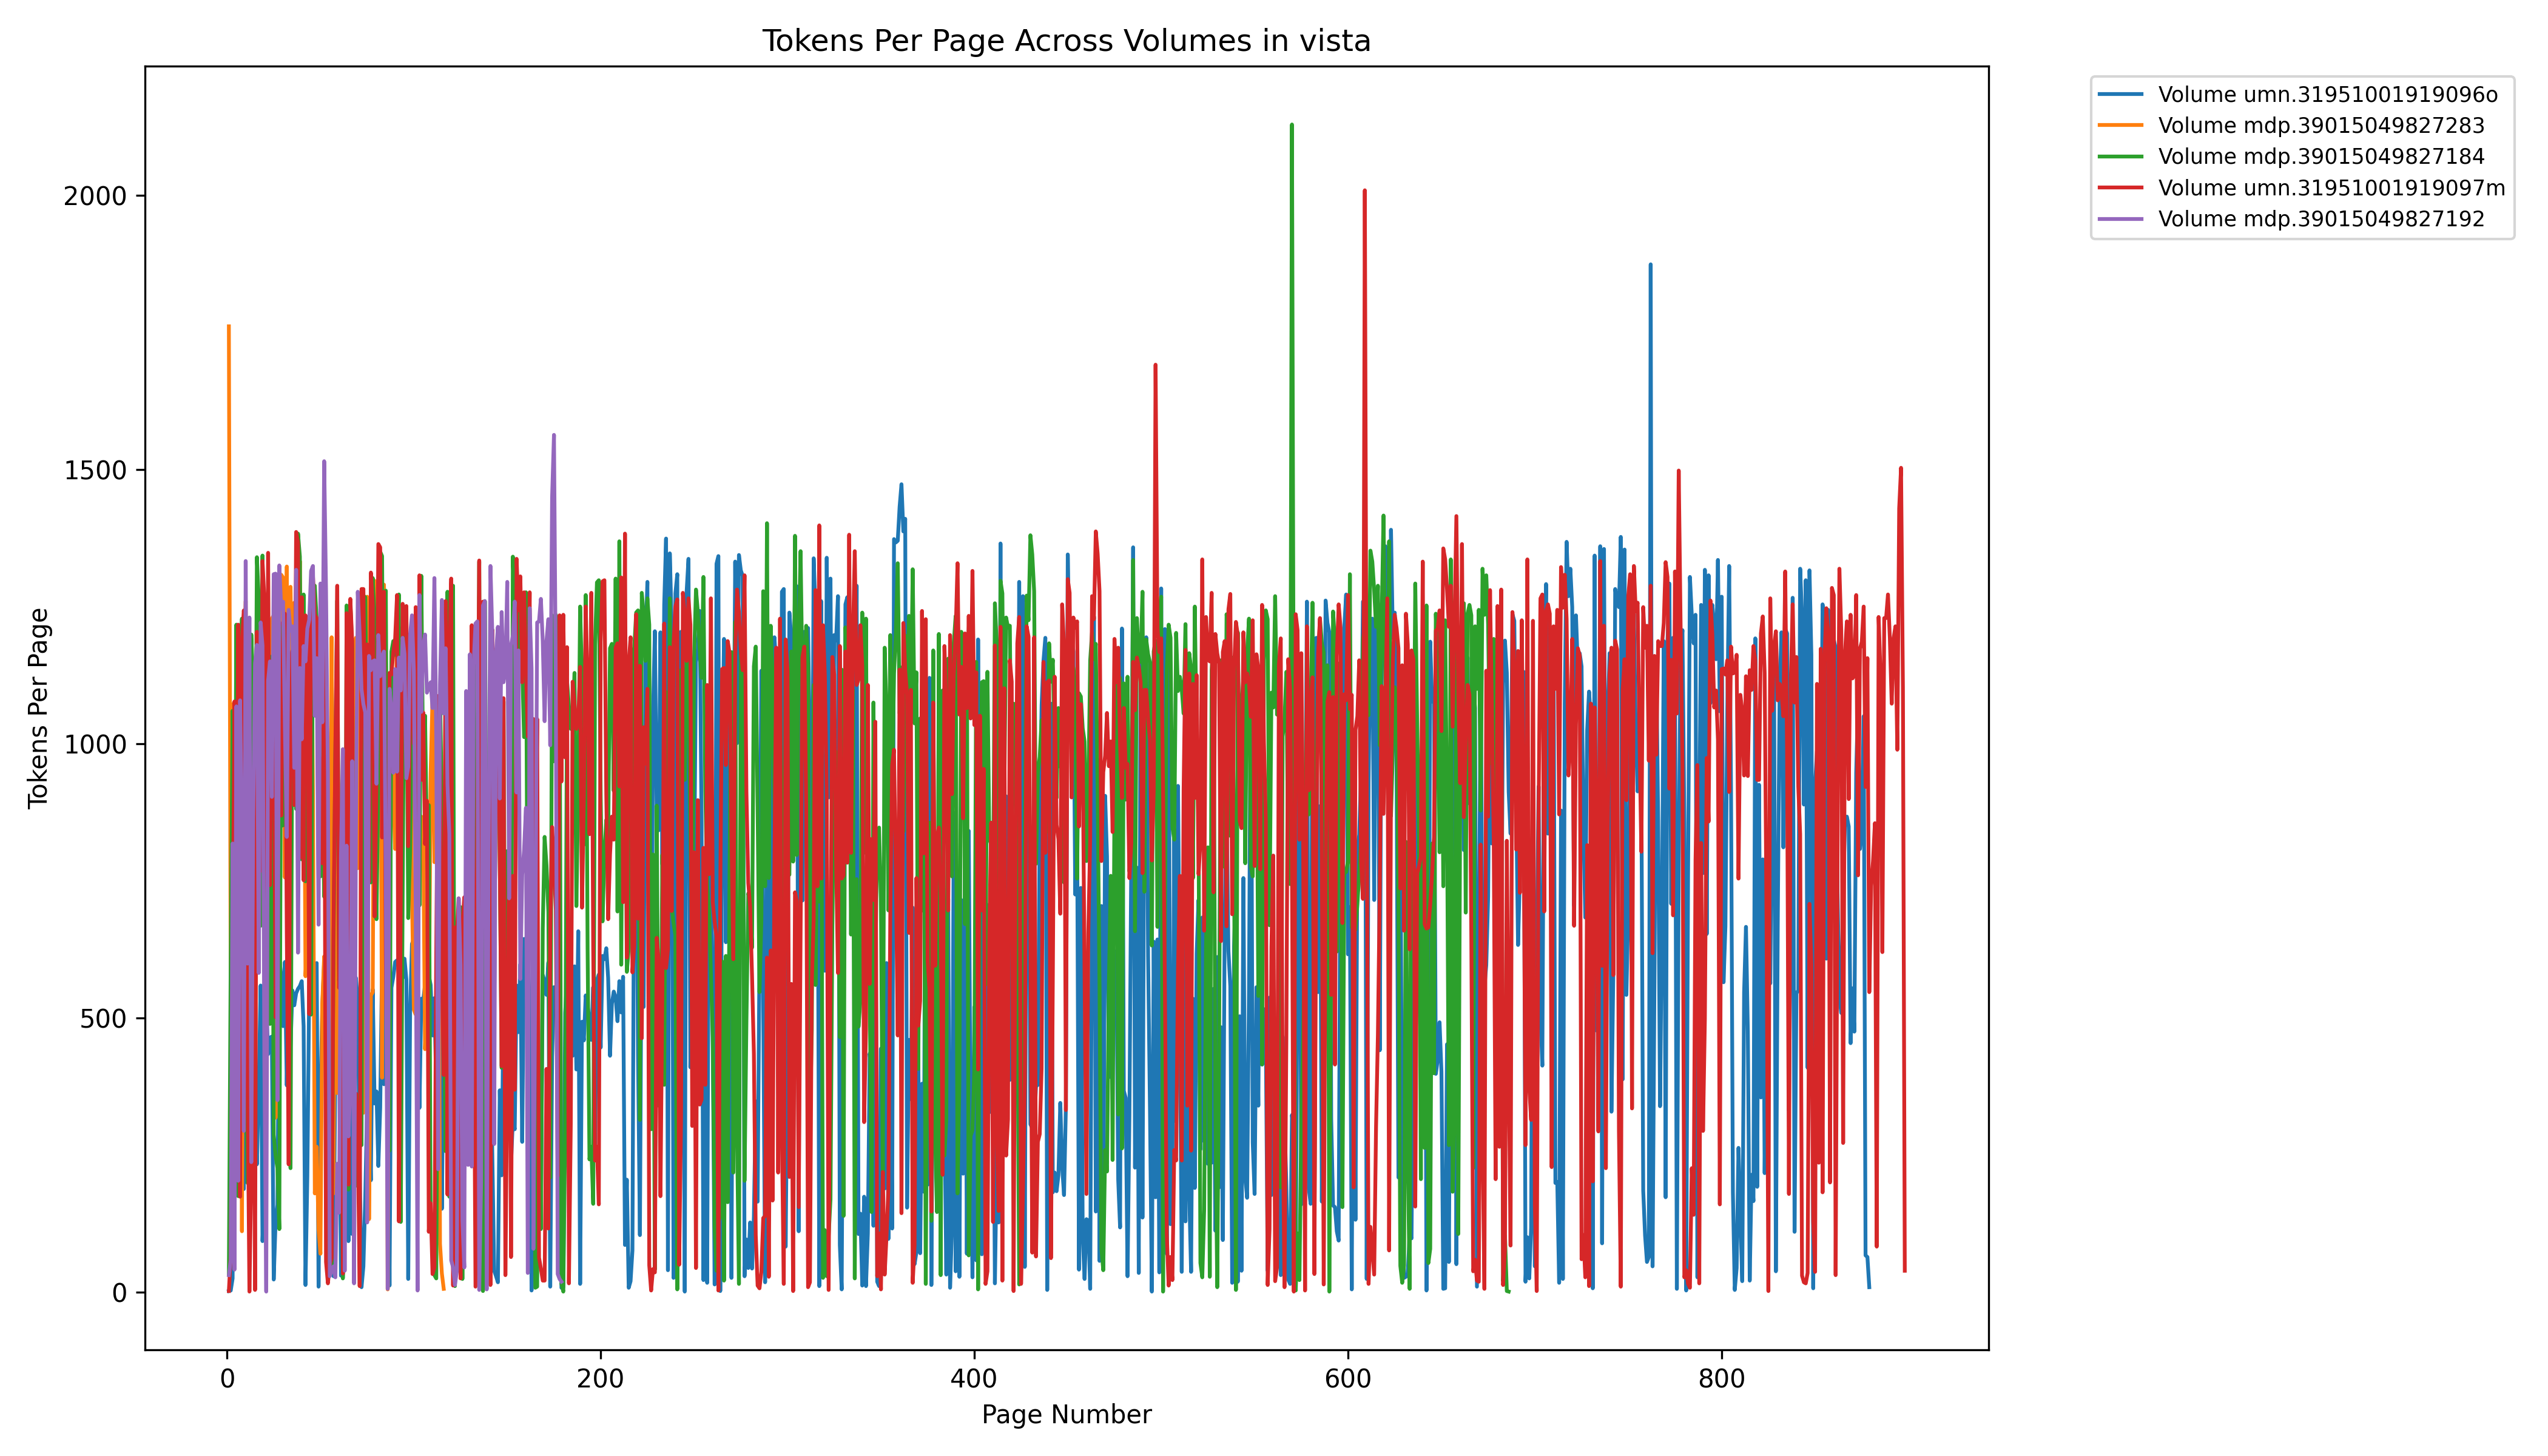 Tokens Per Page Across Volumes in vista
Volume umn.31951001919096o
Volume mdp.39015049827283
Volume mdp.39015049827184
Volume umn.31951001919097m
Volume mdp.39015049827192
Tokens Per Page
2000
1500
1000
500
0
0 200 400 600 800
Page Number